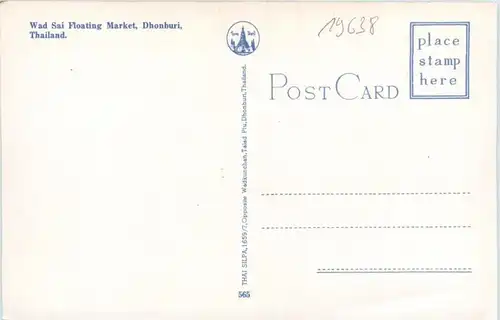 Wad Sai Floating Market, Dhonburi,
Thailand.
19638
place
stamp
here
POST CARD
THAI SILPA, 1659/7, Opposite Watkunchan, Talad Plu, Dhonburi, Thailand.
565